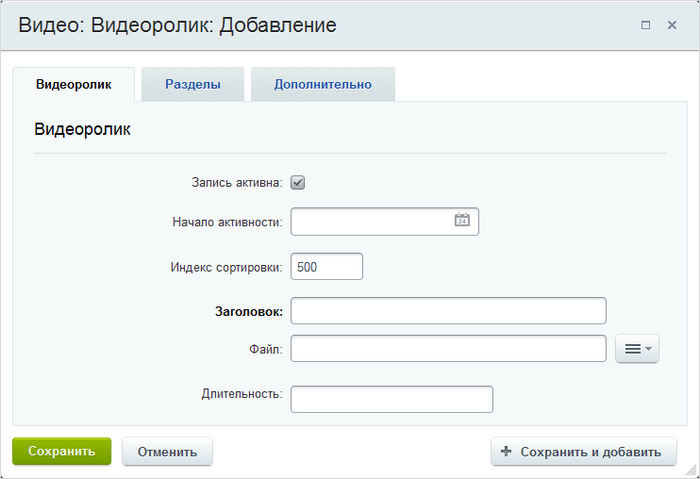 Видео: Видеоролик: Добавление
Видеоролик Разделы Дополнительно
Видеоролик
Запись активна:
Начало активности: 24
Индекс сортировки: 500
Заголовок:
Файл:
Длительность:
Сохранить Отменить + Сохранить и добавить